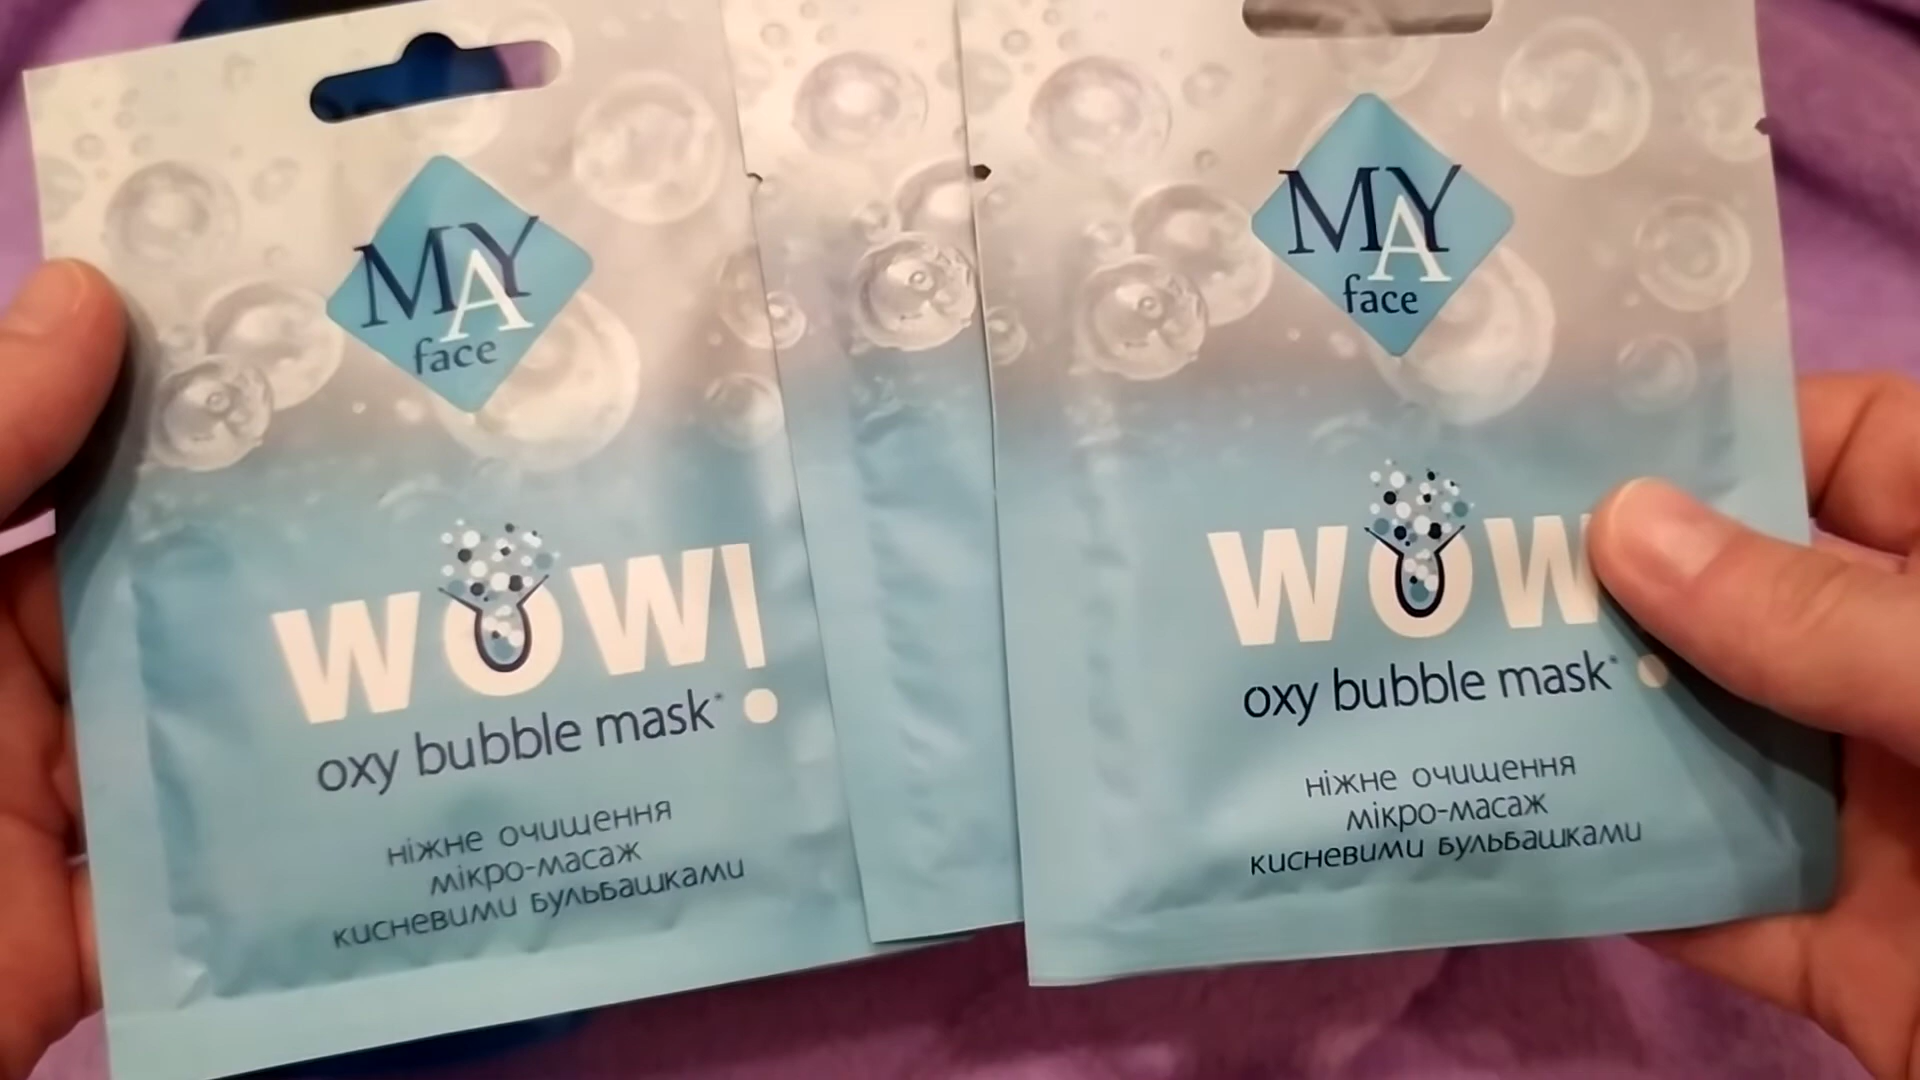 MAY
face
WOW!
oxy bubble mask*
ніжне очищення
мікро-масаж
кисневими бульбашками
MAY
face
WOW
oxy bubble mask*
ніжне очищення
мікро-масаж
кисневими бульбашками